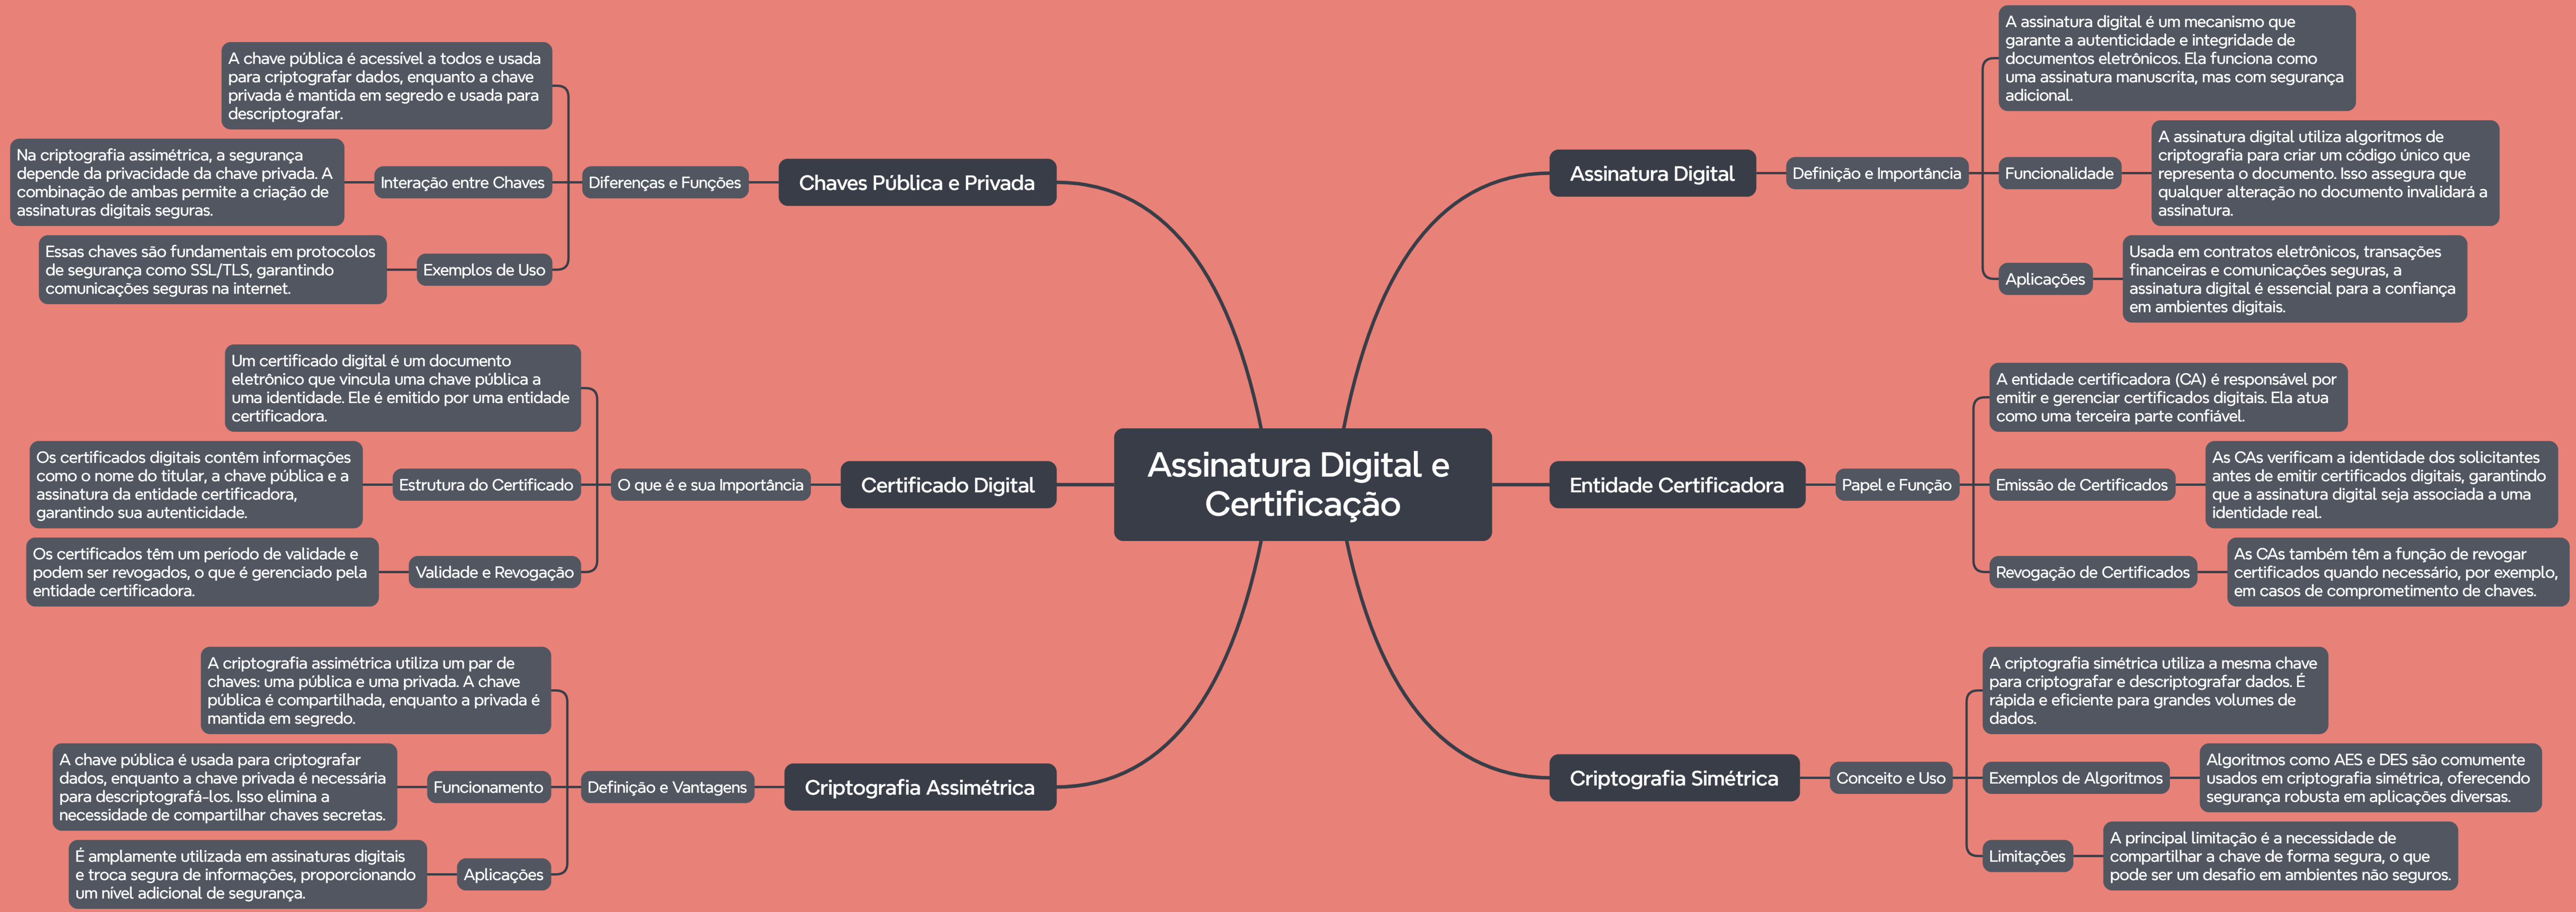 Assinatura Digital e
Certificação
Chaves Pública e Privada
Diferenças e Funções
A chave pública é acessível a todos e usada
para criptografar dados, enquanto a chave
privada é mantida em segredo e usada para
descriptografar.
Interação entre Chaves
Na criptografia assimétrica, a segurança
depende da privacidade da chave privada. A
combinação de ambas permite a criação de
assinaturas digitais seguras.
Exemplos de Uso
Essas chaves são fundamentais em protocolos
de segurança como SSL/TLS, garantindo
comunicações seguras na internet.
Certificado Digital
O que é e sua Importância
Um certificado digital é um documento
eletrônico que vincula uma chave pública a
uma identidade. Ele é emitido por uma entidade
certificadora.
Estrutura do Certificado
Os certificados digitais contêm informações
como o nome do titular, a chave pública e a
assinatura da entidade certificadora,
garantindo sua autenticidade.
Validade e Revogação
Os certificados têm um período de validade e
podem ser revogados, o que é gerenciado pela
entidade certificadora.
Criptografia Assimétrica
Definição e Vantagens
A criptografia assimétrica utiliza um par de
chaves: uma pública e uma privada. A chave
pública é compartilhada, enquanto a privada é
mantida em segredo.
Funcionamento
A chave pública é usada para criptografar
dados, enquanto a chave privada é necessária
para descriptografá-los. Isso elimina a
necessidade de compartilhar chaves secretas.
Aplicações
É amplamente utilizada em assinaturas digitais
e troca segura de informações, proporcionando
um nível adicional de segurança.
Assinatura Digital
Definição e Importância
A assinatura digital é um mecanismo que
garante a autenticidade e integridade de
documentos eletrônicos. Ela funciona como
uma assinatura manuscrita, mas com segurança
adicional.
Funcionalidade
A assinatura digital utiliza algoritmos de
criptografia para criar um código único que
representa o documento. Isso assegura que
qualquer alteração no documento invalidará a
assinatura.
Aplicações
Usada em contratos eletrônicos, transações
financeiras e comunicações seguras, a
assinatura digital é essencial para a confiança
em ambientes digitais.
Entidade Certificadora
Papel e Função
A entidade certificadora (CA) é responsável por
emitir e gerenciar certificados digitais. Ela atua
como uma terceira parte confiável.
Emissão de Certificados
As CAs verificam a identidade dos solicitantes
antes de emitir certificados digitais, garantindo
que a assinatura digital seja associada a uma
identidade real.
Revogação de Certificados
As CAs também têm a função de revogar
certificados quando necessário, por exemplo,
em casos de comprometimento de chaves.
Criptografia Simétrica
Conceito e Uso
A criptografia simétrica utiliza a mesma chave
para criptografar e descriptografar dados. É
rápida e eficiente para grandes volumes de
dados.
Exemplos de Algoritmos
Algoritmos como AES e DES são comumente
usados em criptografia simétrica, oferecendo
segurança robusta em aplicações diversas.
Limitações
A principal limitação é a necessidade de
compartilhar a chave de forma segura, o que
pode ser um desafio em ambientes não seguros.